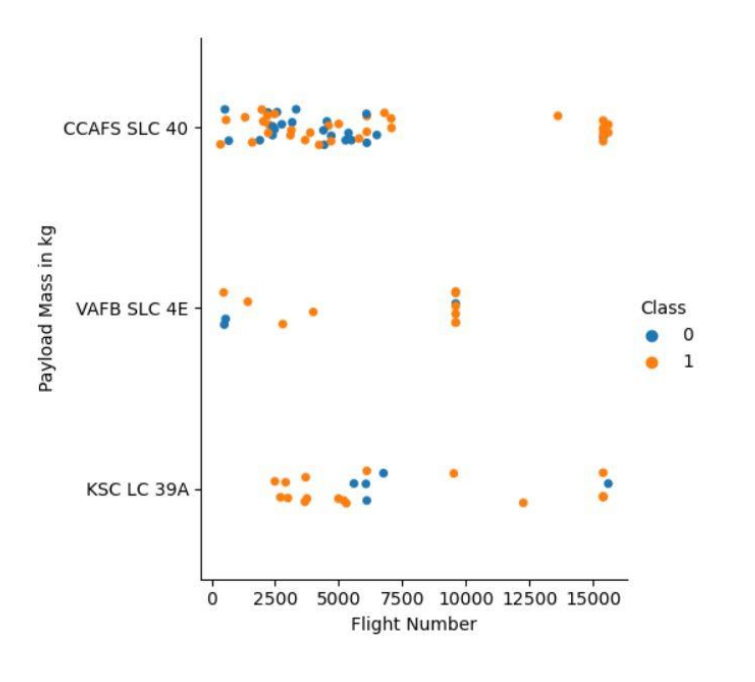 CCAFS SLC 40
VAFB SLC 4E
KSC LC 39A
Payload Mass in kg
0 2500 5000 7500 10000 12500 15000
Flight Number
Class
0
1